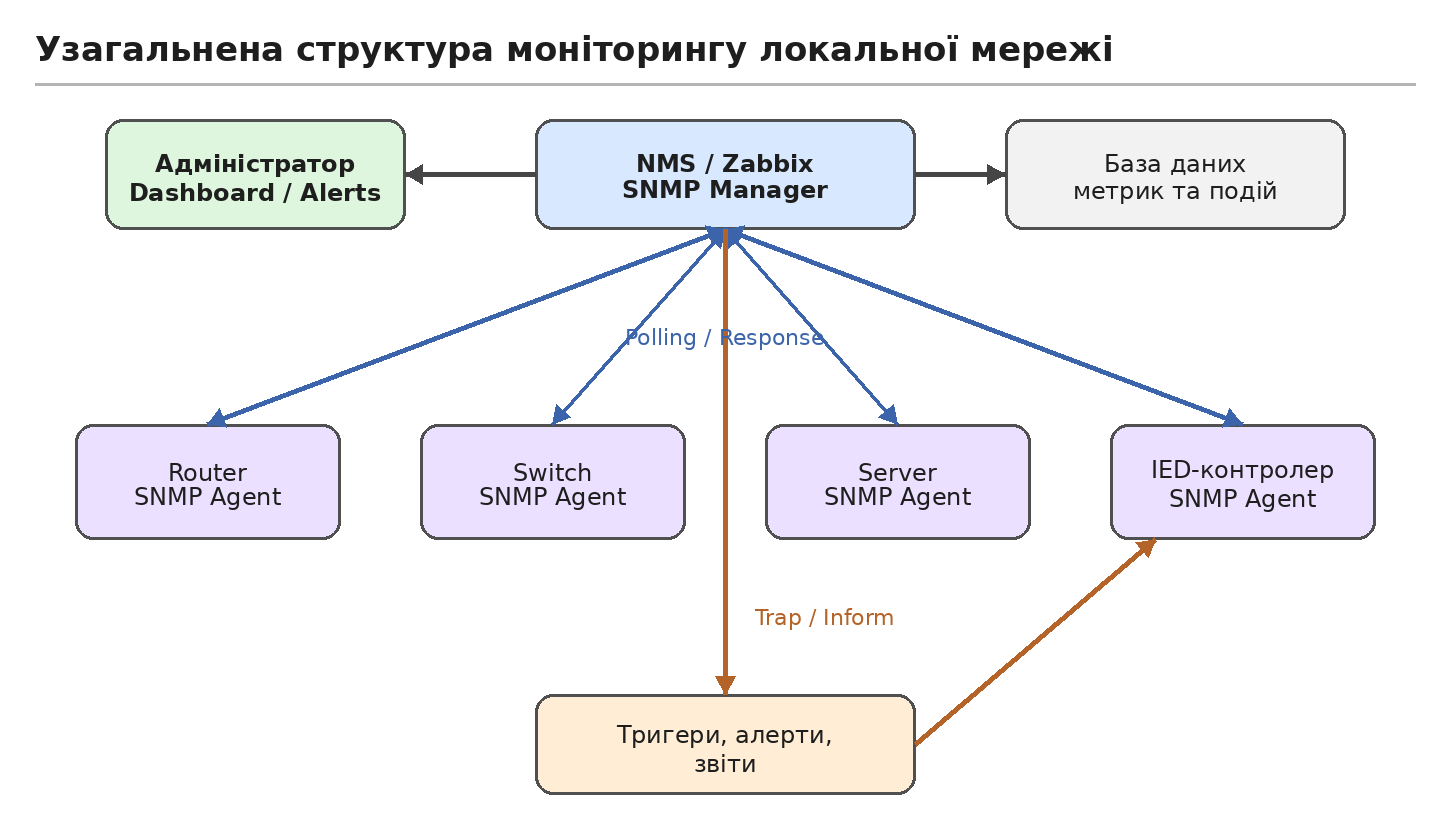 Узагальнена структура моніторингу локальної мережі
Адміністратор
Dashboard / Alerts
NMS / Zabbix
SNMP Manager
База даних
метрик та подій
Polling / Response
Router
SNMP Agent
Switch
SNMP Agent
Server
SNMP Agent
IED-контролер
SNMP Agent
Trap / Inform
Тригери, алерти,
звіти